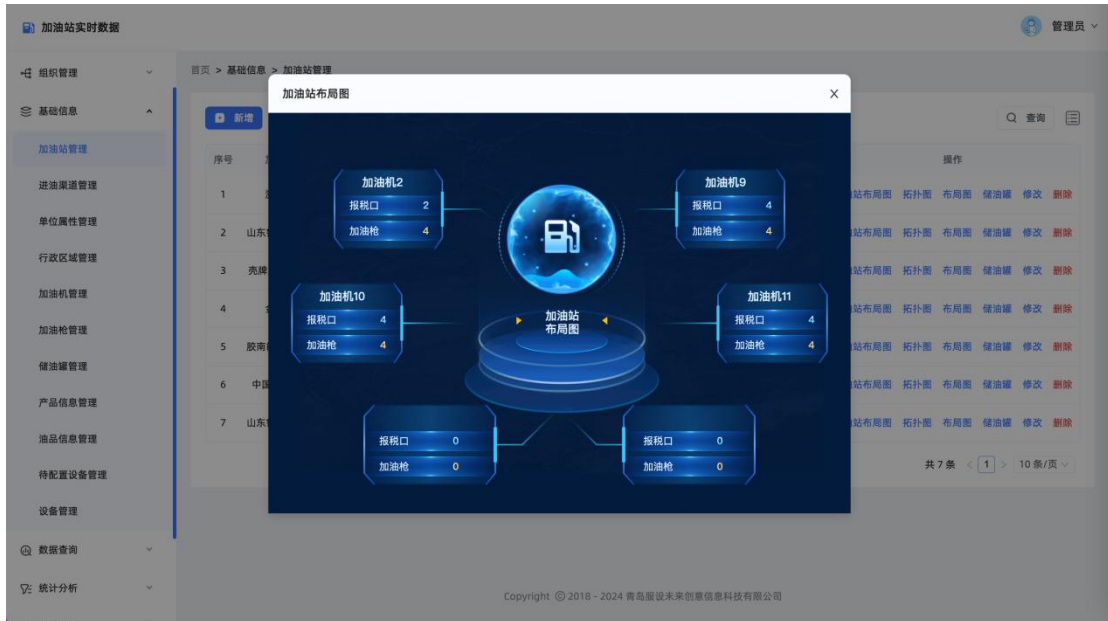 加油站实时数据
管理员
组织管理
首页 > 基础信息 > 加油站管理
基础信息
加油站管理
进油渠道管理
单位属性管理
行政区域管理
加油机管理
加油枪管理
储油罐管理
产品信息管理
油品信息管理
待配置设备管理
设备管理
数据查询
统计分析
新增
查询
序号
操作
1
站布局图 拓扑图 布局图 储油罐 修改 删除
2 山东
站布局图 拓扑图 布局图 储油罐 修改 删除
3 壳牌
站布局图 拓扑图 布局图 储油罐 修改 删除
4
站布局图 拓扑图 布局图 储油罐 修改 删除
5 胶南
站布局图 拓扑图 布局图 储油罐 修改 删除
6 中国
站布局图 拓扑图 布局图 储油罐 修改 删除
7 山东
站布局图 拓扑图 布局图 储油罐 修改 删除
共 7 条 < 1 > 10 条/页
加油站布局图 X
加油机2
报税口 2
加油枪 4
加油机9
报税口 4
加油枪 4
加油机10
报税口 4
加油枪 4
加油站
布局图
加油机11
报税口 4
加油枪 4
报税口 0
加油枪 0
报税口 0
加油枪 0
Copyright © 2018 - 2024 青岛服设未来创意信息科技有限公司